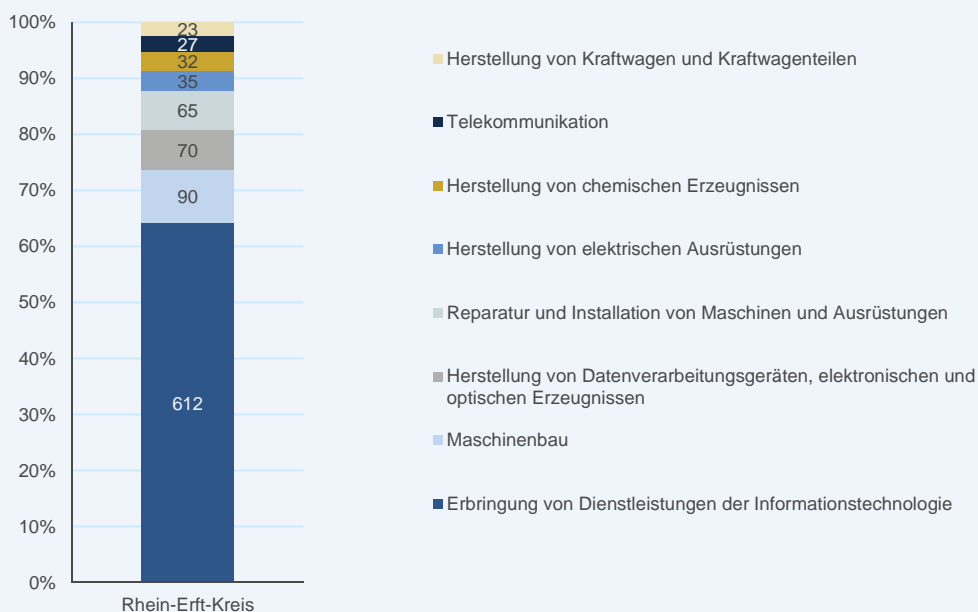 100%
90%
80%
70%
60%
50%
40%
30%
20%
10%
0%
23
27
32
35
65
70
90
612
Rhein-Erft-Kreis
Herstellung von Kraftwagen und Kraftwagenteilen
Telekommunikation
Herstellung von chemischen Erzeugnissen
Herstellung von elektrischen Ausrüstungen
Reparatur und Installation von Maschinen und Ausrüstungen
Herstellung von Datenverarbeitungsgeräten, elektronischen und
optischen Erzeugnissen
Maschinenbau
Erbringung von Dienstleistungen der Informationstechnologie